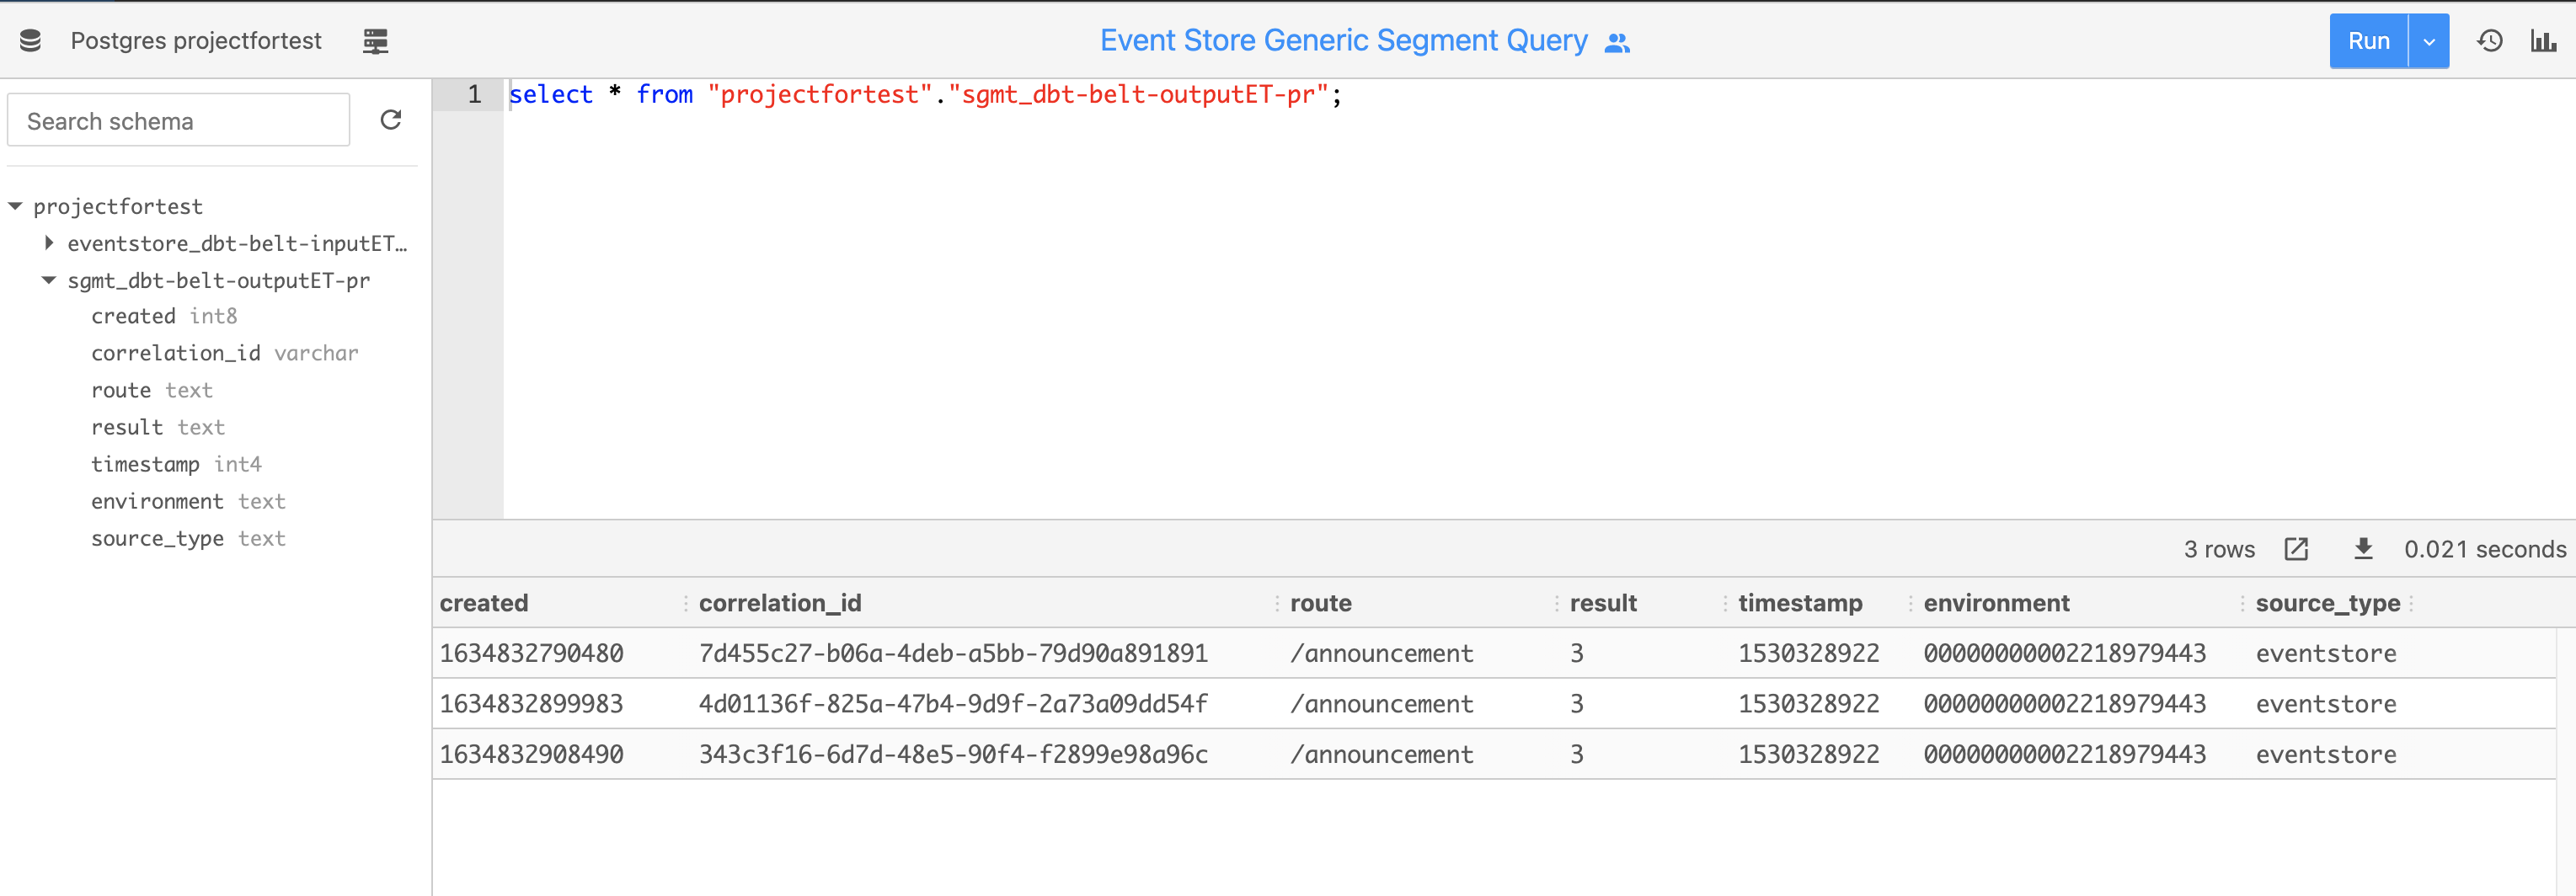 Postgres projectfortest
Event Store Generic Segment Query
Run
Search schema
projectfortest
eventstore_dbt-belt-inputET…
sgmt_dbt-belt-outputET-pr
created int8
correlation_id varchar
route text
result text
timestamp int4
environment text
source_type text
1 select * from "projectfortest"."sgmt_dbt-belt-outputET-pr";
3 rows 0.021 seconds
created correlation_id route result timestamp environment source_type
1634832790480 7d455c27-b06a-4deb-a5bb-79d90a891891 /announcement 3 1530328922 00000000002218979443 eventstore
1634832899983 4d01136f-825a-47b4-9d9f-2a73a09dd54f /announcement 3 1530328922 00000000002218979443 eventstore
1634832908490 343c3f16-6d7d-48e5-90f4-f2899e98a96c /announcement 3 1530328922 00000000002218979443 eventstore